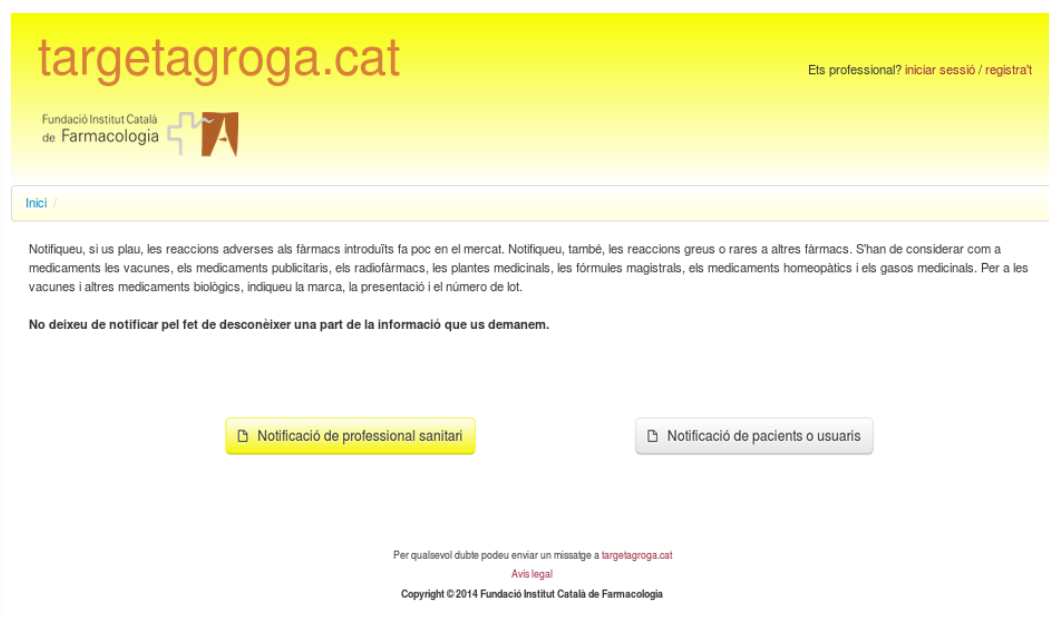 targetagroga.cat
Ets professional? iniciar sessió / registra't
Fundació Institut Català
de Farmacologia
Inici /
Notifiqueu, si us plau, les reaccions adverses als fàrmacs introduïts fa poc en el mercat. Notifiqueu, també, les reaccions greus o rares a altres fàrmacs. S'han de considerar com a
medicaments les vacunes, els medicaments publicitaris, els radiofàrmacs, les plantes medicinals, les fórmules magistrals, els medicaments homeopàtics i els gasos medicinals. Per a les
vacunes i altres medicaments biològics, indiqueu la marca, la presentació i el número de lot.
No deixeu de notificar pel fet de desconèixer una part de la informació que us demanem.
Notificació de professional sanitari
Notificació de pacients o usuaris
Per qualsevol dubte podeu enviar un missatge a targetagroga.cat
Avís legal
Copyright © 2014 Fundació Institut Català de Farmacologia